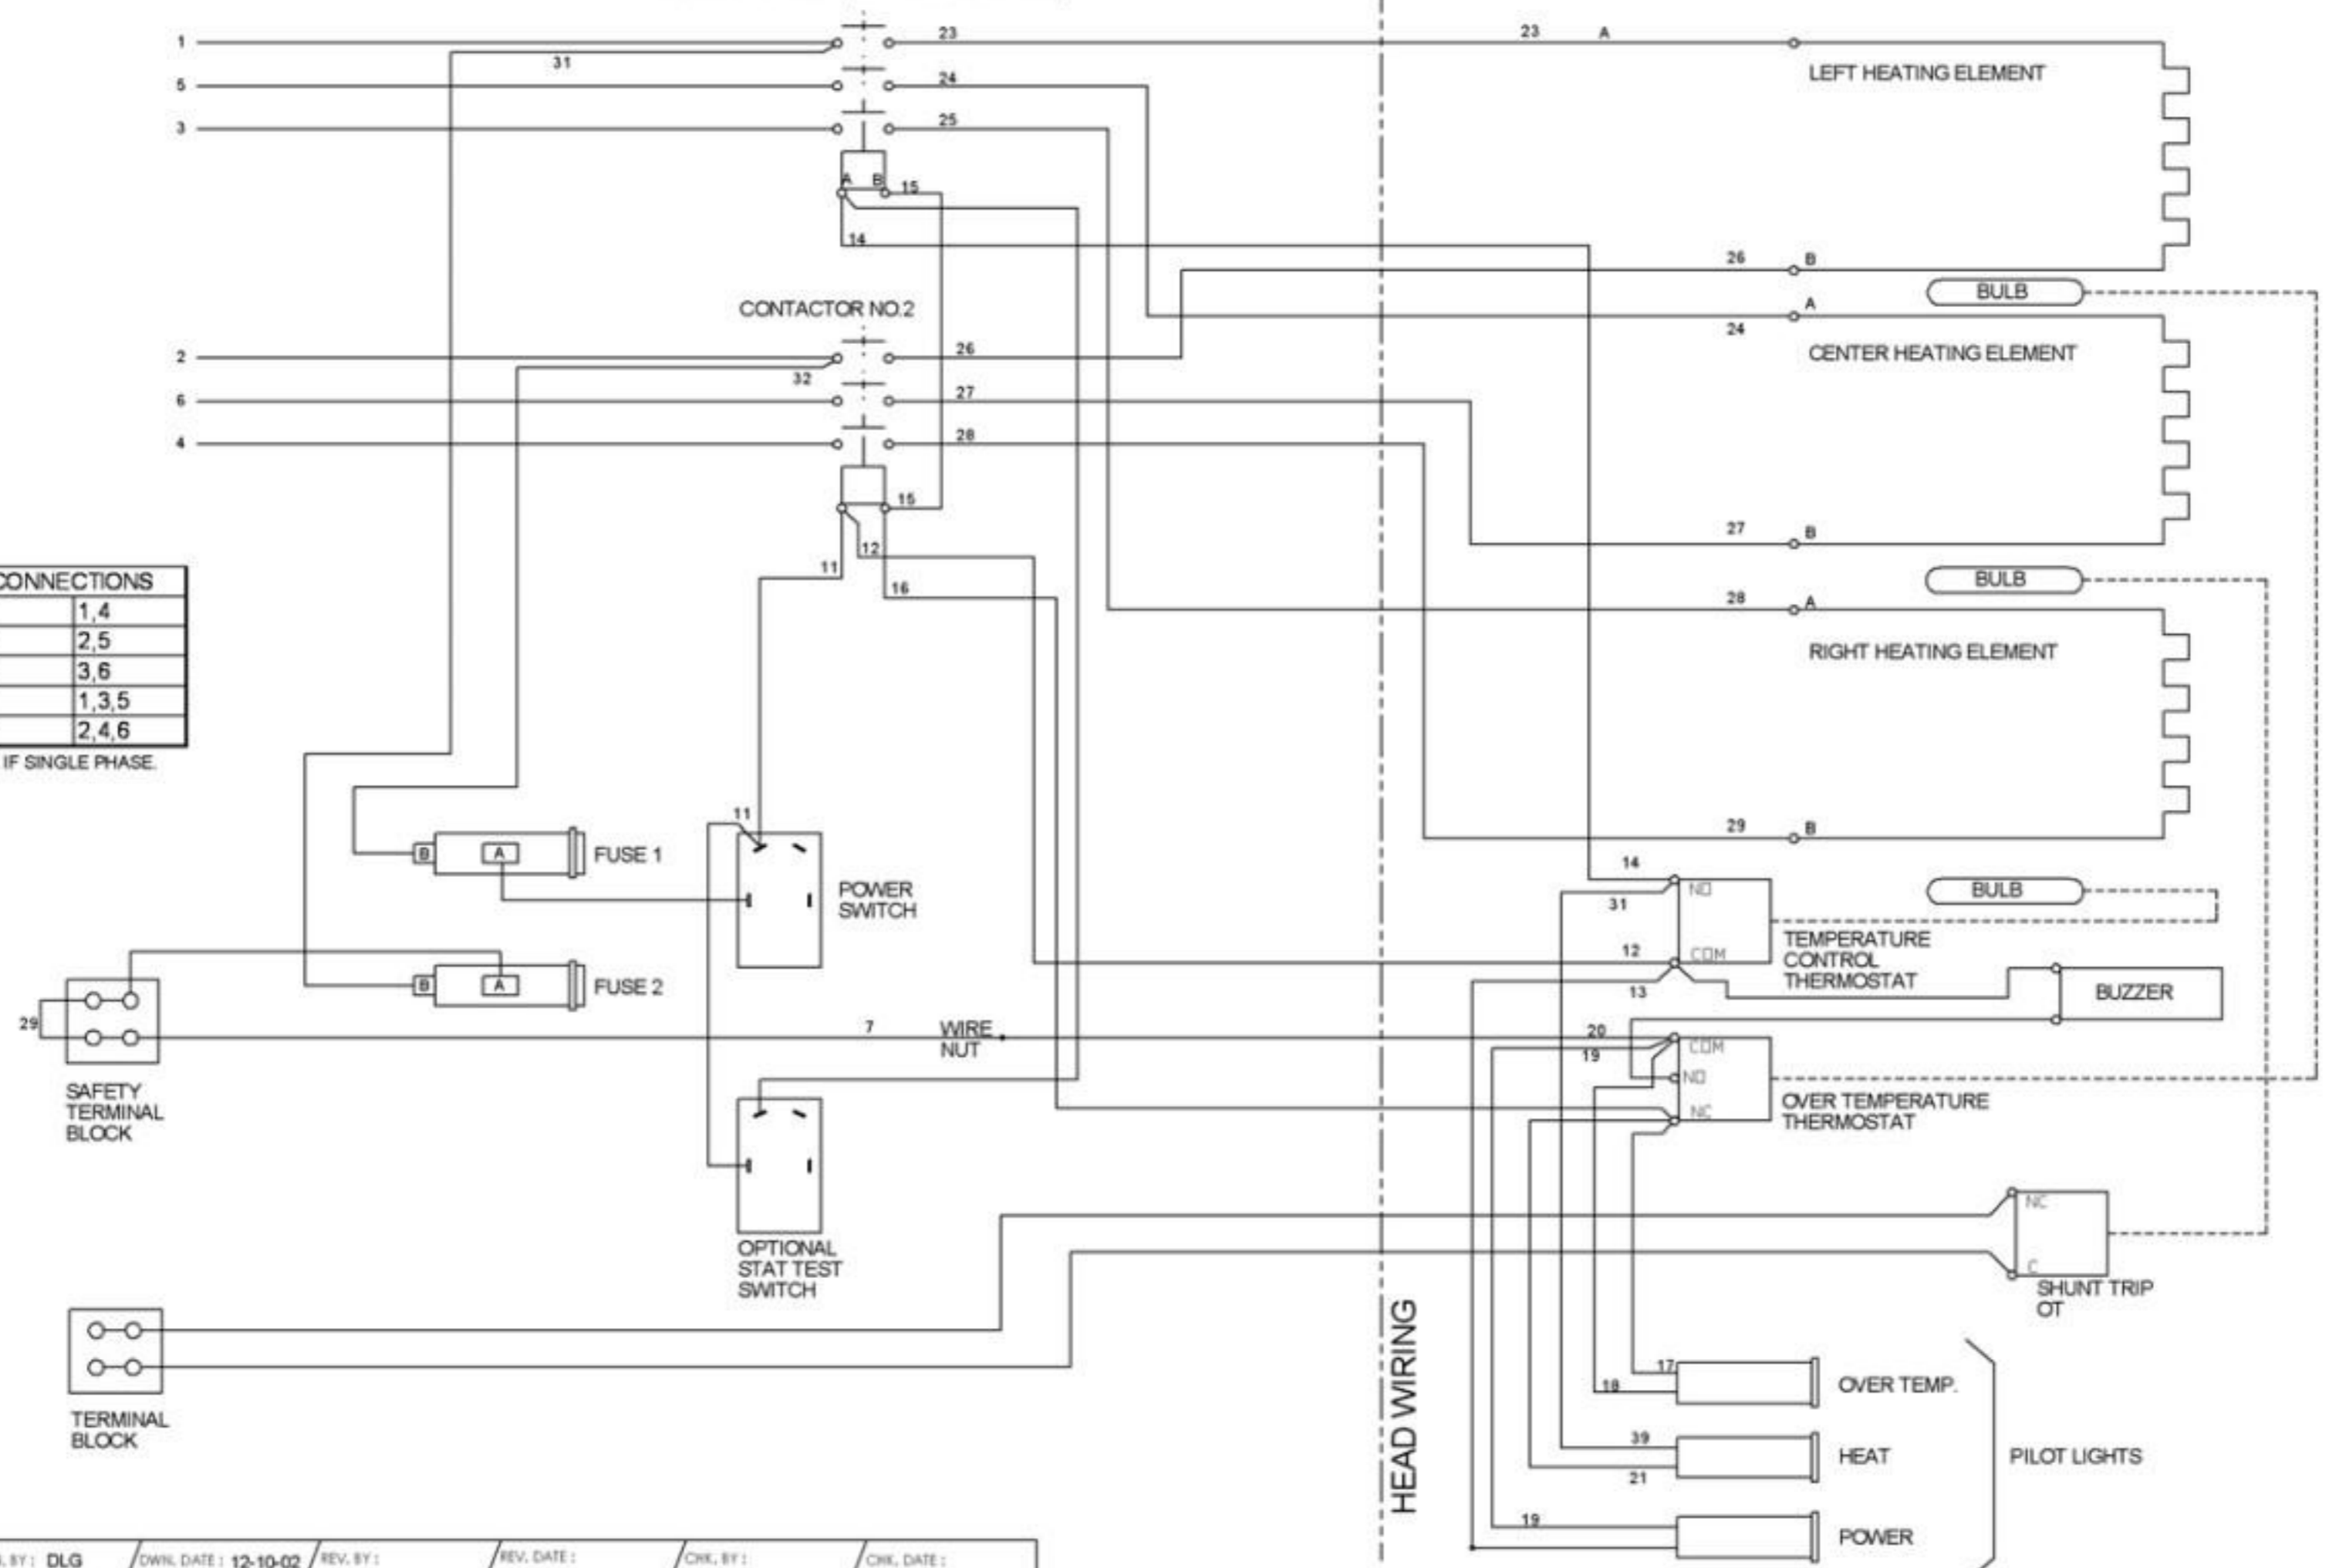 1
31
23
23 A
LEFT HEATING ELEMENT
5
24
3
25
A B 15
14
26 B
BULB
CONTACTOR NO.2
A
24
2
26
CENTER HEATING ELEMENT
32
6
27
4
28
15
27 B
12
11
16
BULB
CONNECTIONS
1,4
2,5
3,6
1,3,5
2,4,6
IF SINGLE PHASE.
28 A
RIGHT HEATING ELEMENT
29 B
11
B A FUSE 1
POWER
SWITCH
14
NO
31
BULB
12
COM
TEMPERATURE
CONTROL
THERMOSTAT
13
BUZZER
B A FUSE 2
29
7
WIRE
NUT
20
COM
19
NO
NC
OVER TEMPERATURE
THERMOSTAT
SAFETY
TERMINAL
BLOCK
OPTIONAL
STAT TEST
SWITCH
NC
C
SHUNT TRIP
OT
TERMINAL
BLOCK
HEAD WIRING
17
18
OVER TEMP.
39
21
HEAT
PILOT LIGHTS
19
POWER
BY: DLG
DWN. DATE: 12-10-02
REV. BY:
REV. DATE:
CHK. BY:
CHK. DATE: